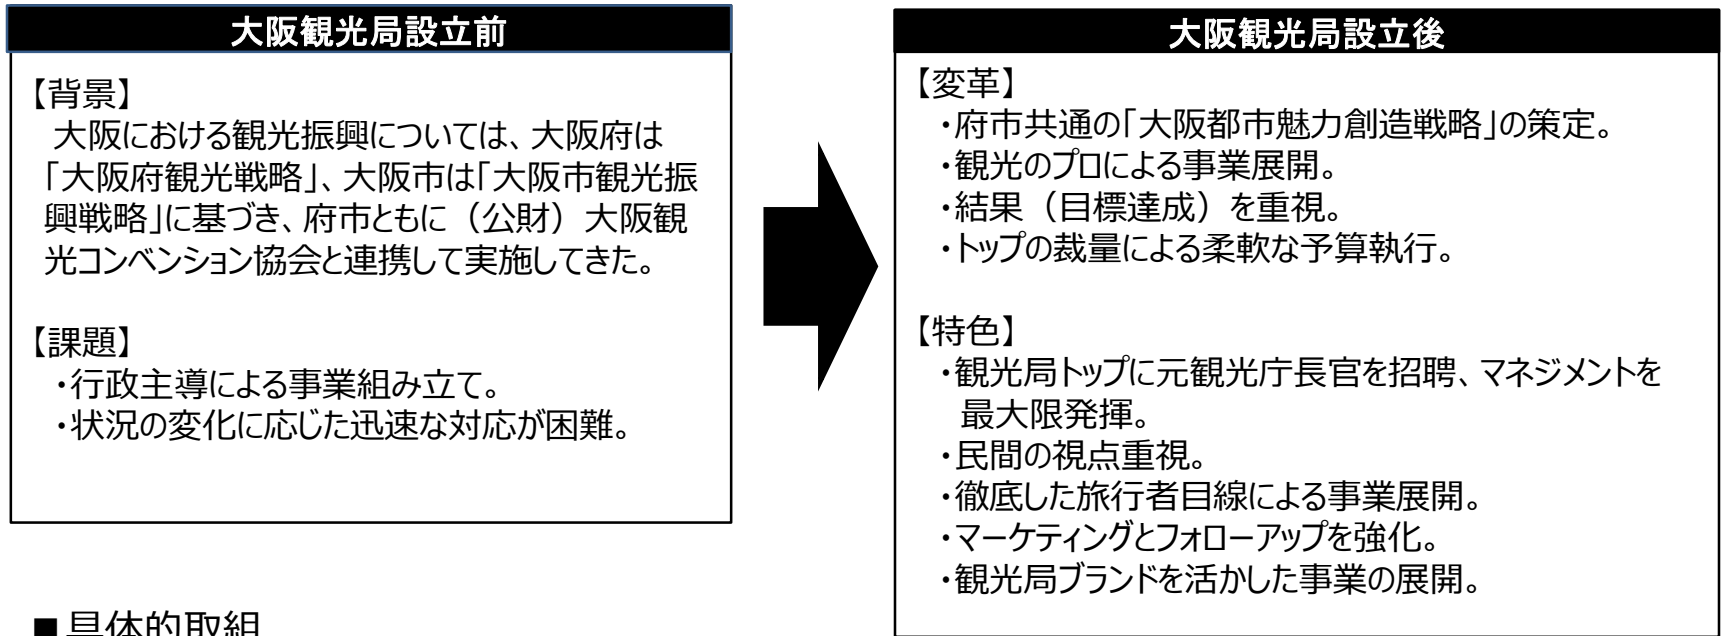 大阪観光局設立前
【背景】
大阪における観光振興については、大阪府は
「大阪府観光戦略」、大阪市は「大阪市観光振
興戦略」に基づき、府市ともに（公財）大阪観
光コンベンション協会と連携して実施してきた。
【課題】
・行政主導による事業組み立て。
・状況の変化に応じた迅速な対応が困難。
大阪観光局設立後
【変革】
・府市共通の「大阪都市魅力創造戦略」の策定。
・観光のプロによる事業展開。
・結果（目標達成）を重視。
・トップの裁量による柔軟な予算執行。
【特色】
・観光局トップに元観光庁長官を招聘、マネジメントを
最大限発揮。
・民間の視点重視。
・徹底した旅行者目線による事業展開。
・マーケティングとフォローアップを強化。
・観光局ブランドを活かした事業の展開。
■具体的取組